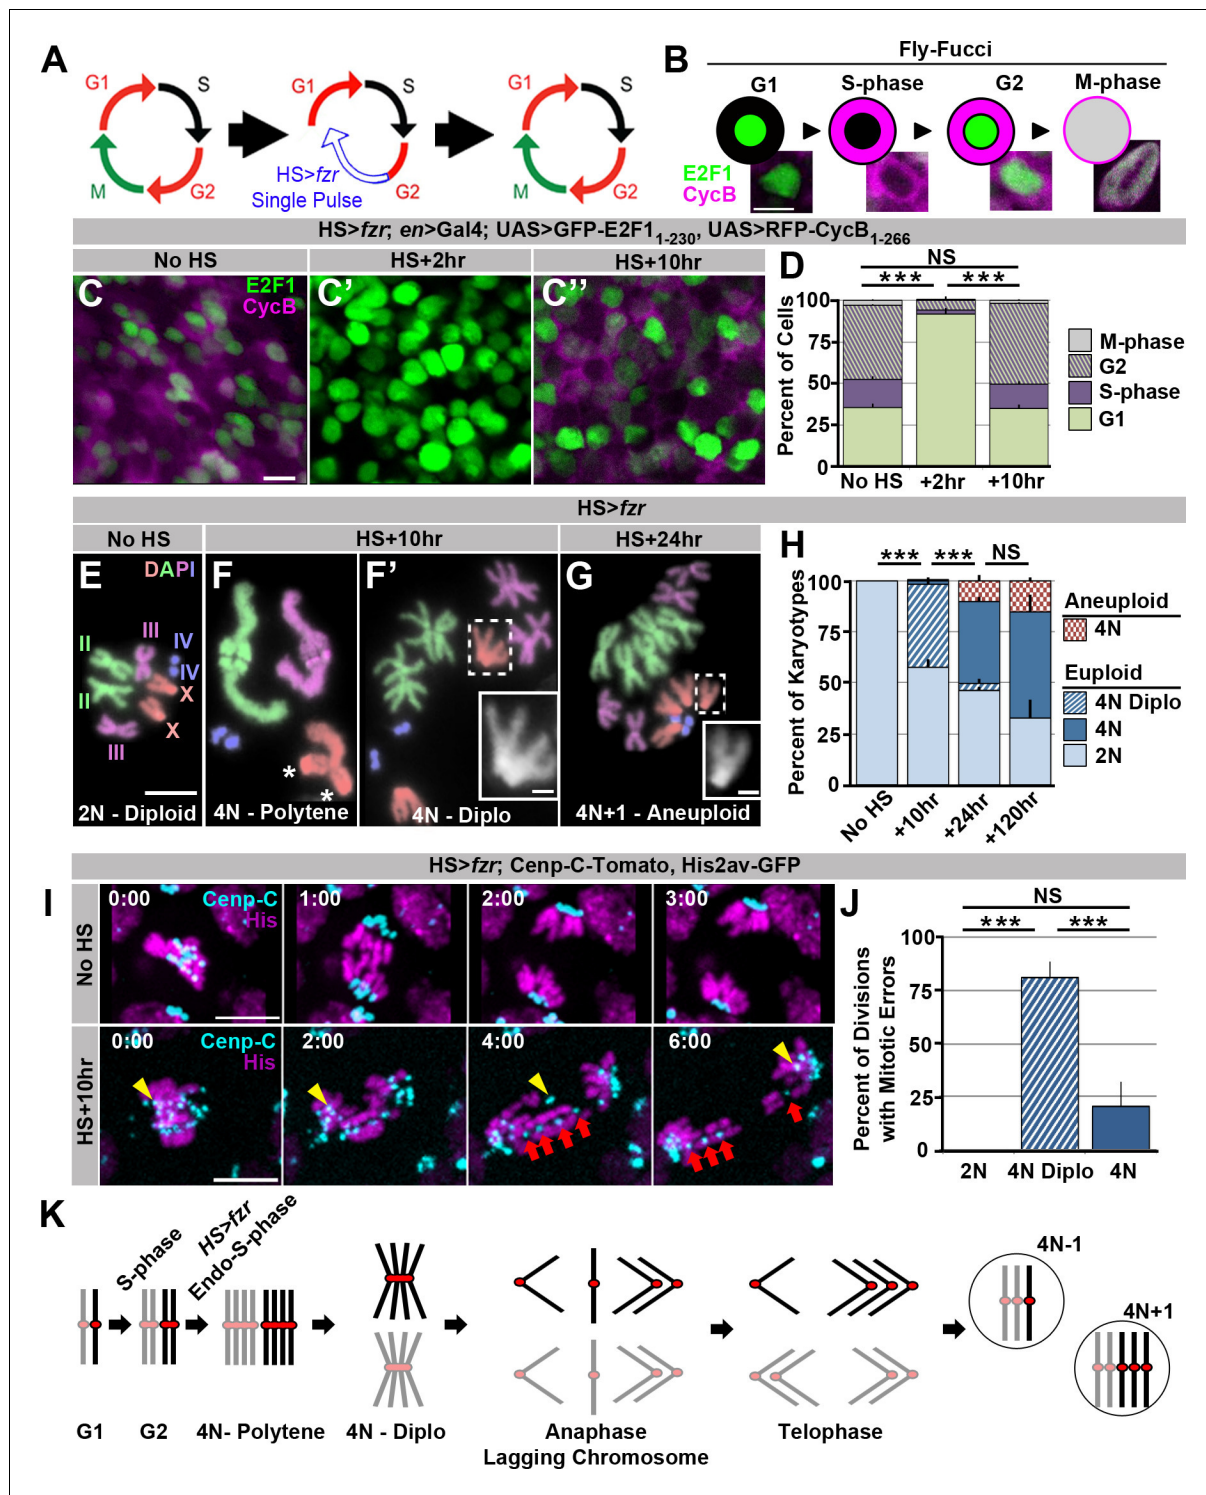 A
G1
S
M
G2
G1
S
HS>fzr
Single Pulse
G2
G1
S
M
G2
B
Fly-Fucci
G1
S-phase
G2
M-phase
E2F1
CycB
HS>fzr; en>Gal4; UAS>GFP-E2F1 1-230, UAS>RFP-CycB 1-266
No HS
HS+2hr
HS+10hr
C
E2F1
CycB
C'
C''
D
NS
*** ***
100
75
50
25
0
Percent of Cells
No HS
+2hr
+10hr
M-phase
G2
S-phase
G1
HS>fzr
No HS
HS+10hr
HS+24hr
E
DAPI
II
III
IV
IV
II
X
III
X
2N - Diploid
F
*
*
4N - Polytene
F'
4N - Diplo
G
4N+1 - Aneuploid
H
*** *** NS
100
75
50
25
0
Percent of Karyotypes
No HS
+10hr
+24hr
+120hr
Aneuploid
4N
Euploid
4N Diplo
4N
2N
HS>fzr; Cenp-C-Tomato, His2av-GFP
I
No HS
0:00
Cenp-C
His
1:00
2:00
3:00
HS+10hr
0:00
Cenp-C
His
2:00
4:00
6:00
J
NS
*** ***
100
75
50
25
0
Percent of Divisions
with Mitotic Errors
2N
4N Diplo
4N
K
S-phase
HS>fzr
Endo-S-phase
4N-1
4N+1
G1
G2
4N- Polytene
4N - Diplo
Anaphase
Lagging Chromosome
Telophase